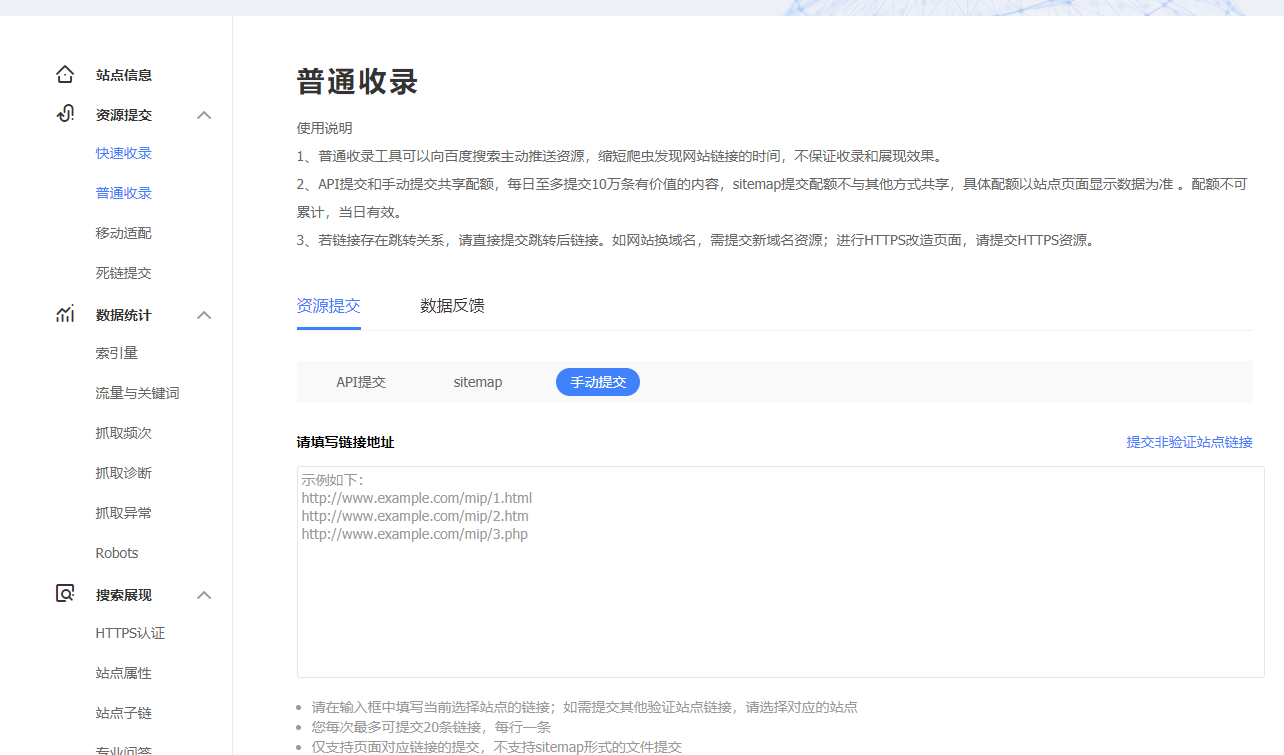 站点信息
资源提交
快速收录
普通收录
移动适配
死链提交
数据统计
索引量
流量与关键词
抓取频次
抓取诊断
抓取异常
Robots
搜索展现
HTTPS认证
站点属性
站点子链
专业问答
普通收录
使用说明
1、普通收录工具可以向百度搜索主动推送资源，缩短爬虫发现网站链接的时间，不保证收录和展现效果。
2、API提交和手动提交共享配额，每日至多提交10万条有价值的内容，sitemap提交配额不与其他方式共享，具体配额以站点页面显示数据为准 。配额不可
累计，当日有效。
3、若链接存在跳转关系，请直接提交跳转后链接。如网站换域名，需提交新域名资源；进行HTTPS改造页面，请提交HTTPS资源。
资源提交 数据反馈
API提交 sitemap 手动提交
请填写链接地址 提交非验证站点链接
示例如下：
http://www.example.com/mip/1.html
http://www.example.com/mip/2.htm
http://www.example.com/mip/3.php
请在输入框中填写当前选择站点的链接；如需提交其他验证站点链接，请选择对应的站点
您每次最多可提交20条链接，每行一条
仅支持页面对应链接的提交，不支持sitemap形式的文件提交